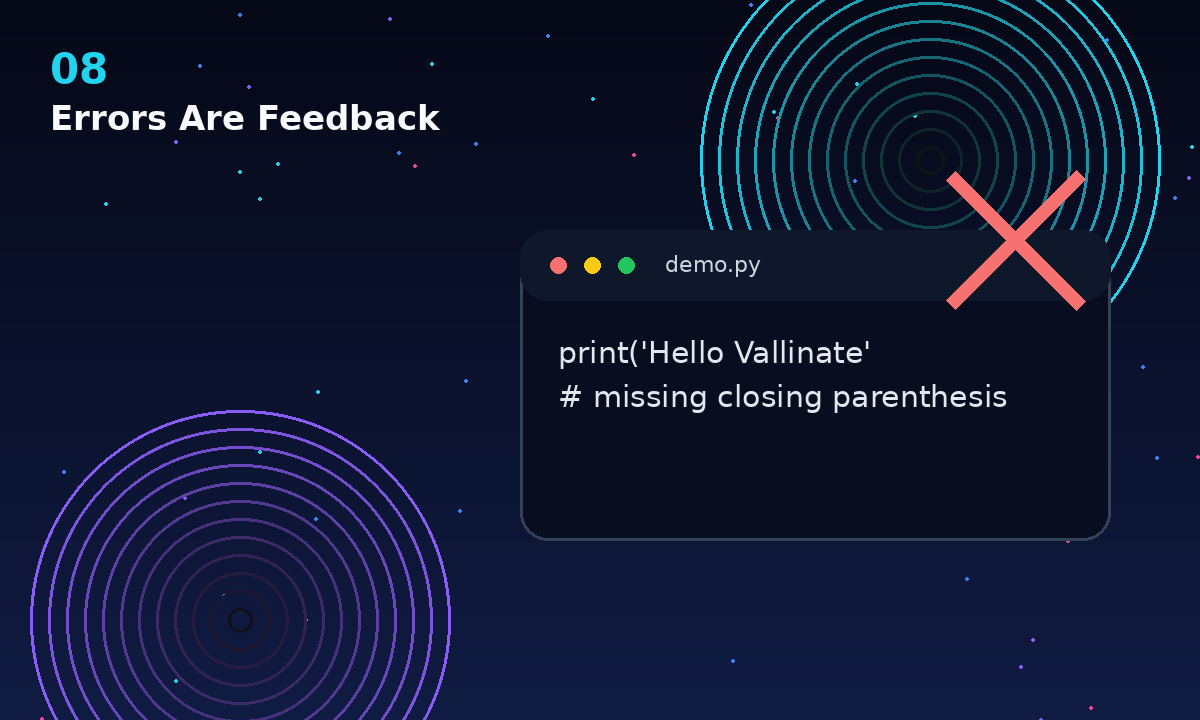 08
Errors Are Feedback
demo.py
print('Hello Vallinate'
# missing closing parenthesis